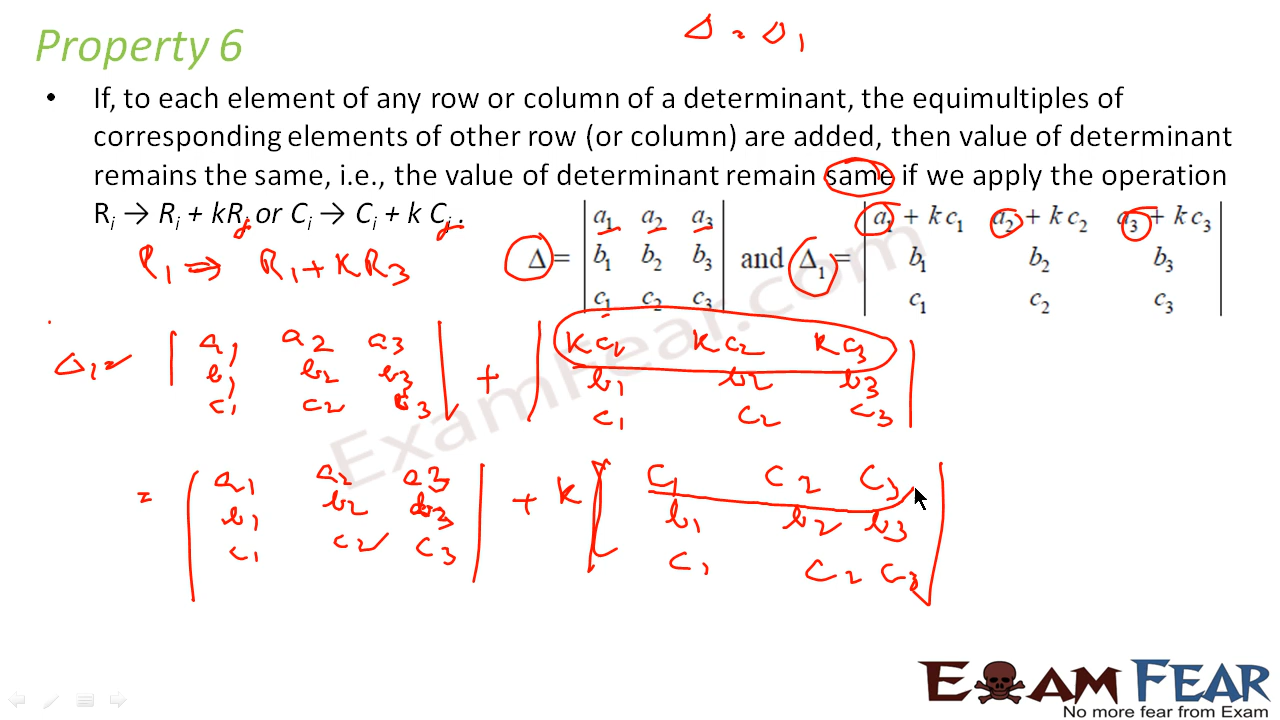 Property 6
Δ = Δ₁
• If, to each element of any row or column of a determinant, the equimultiples of
corresponding elements of other row (or column) are added, then value of determinant
remains the same, i.e., the value of determinant remain same if we apply the operation
Rᵢ → Rᵢ + kRⱼ or Cᵢ → Cᵢ + k Cⱼ .
R₁ ⇒ R₁ + KR₃
Δ = | a₁ a₂ a₃ | and Δ₁ = | a₁ + k c₁ a₂ + k c₂ a₃ + k c₃ |
| b₁ b₂ b₃ | | b₁ b₂ b₃ |
| c₁ c₂ c₃ | | c₁ c₂ c₃ |
Δ₁ = | a₁ a₂ a₃ | + | Kc₁ Kc₂ Kc₃ |
| b₁ b₂ b₃ | | b₁ b₂ b₃ |
| c₁ c₂ c₃ | | c₁ c₂ c₃ |
= | a₁ a₂ a₃ | + K | c₁ c₂ c₃ |
| b₁ b₂ b₃ | | b₁ b₂ b₃ |
| c₁ c₂ c₃ | | c₁ c₂ c₃ |
ExamFear.com
EXAM FEAR
No more fear from Exam